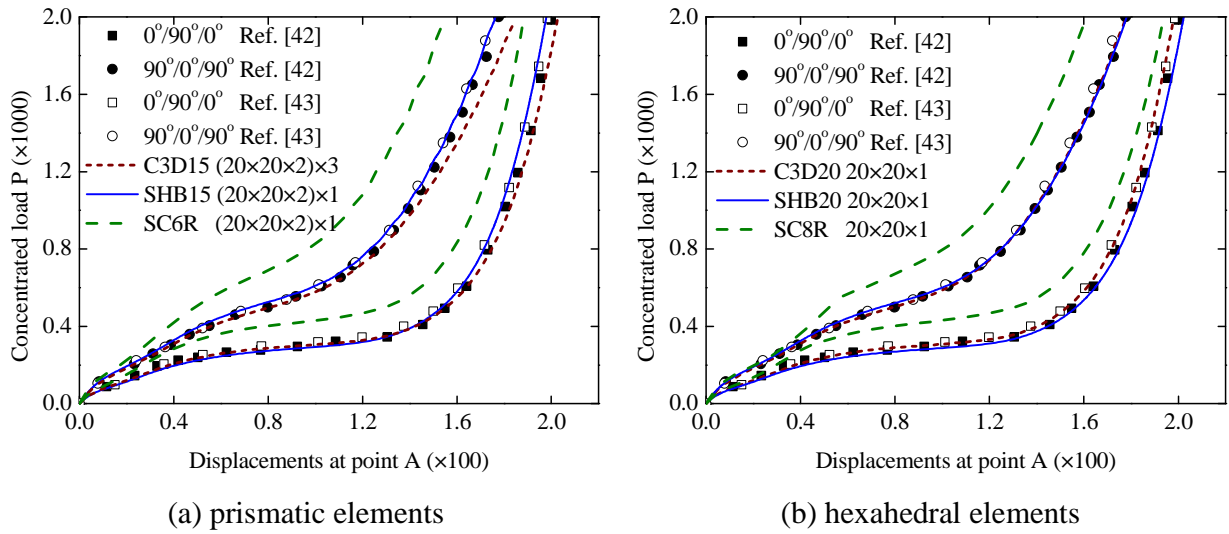 2.0
1.6
1.2
0.8
0.4
0.0
Concentrated load P (×1000)
0°/90°/0° Ref. [42]
90°/0°/90° Ref. [42]
0°/90°/0° Ref. [43]
90°/0°/90° Ref. [43]
C3D15 (20×20×2)×3
SHB15 (20×20×2)×1
SC6R (20×20×2)×1
0.0 0.4 0.8 1.2 1.6 2.0
Displacements at point A (×100)
(a) prismatic elements
2.0
1.6
1.2
0.8
0.4
0.0
Concentrated load P (×1000)
0°/90°/0° Ref. [42]
90°/0°/90° Ref. [42]
0°/90°/0° Ref. [43]
90°/0°/90° Ref. [43]
C3D20 20×20×1
SHB20 20×20×1
SC8R 20×20×1
0.0 0.4 0.8 1.2 1.6 2.0
Displacements at point A (×100)
(b) hexahedral elements